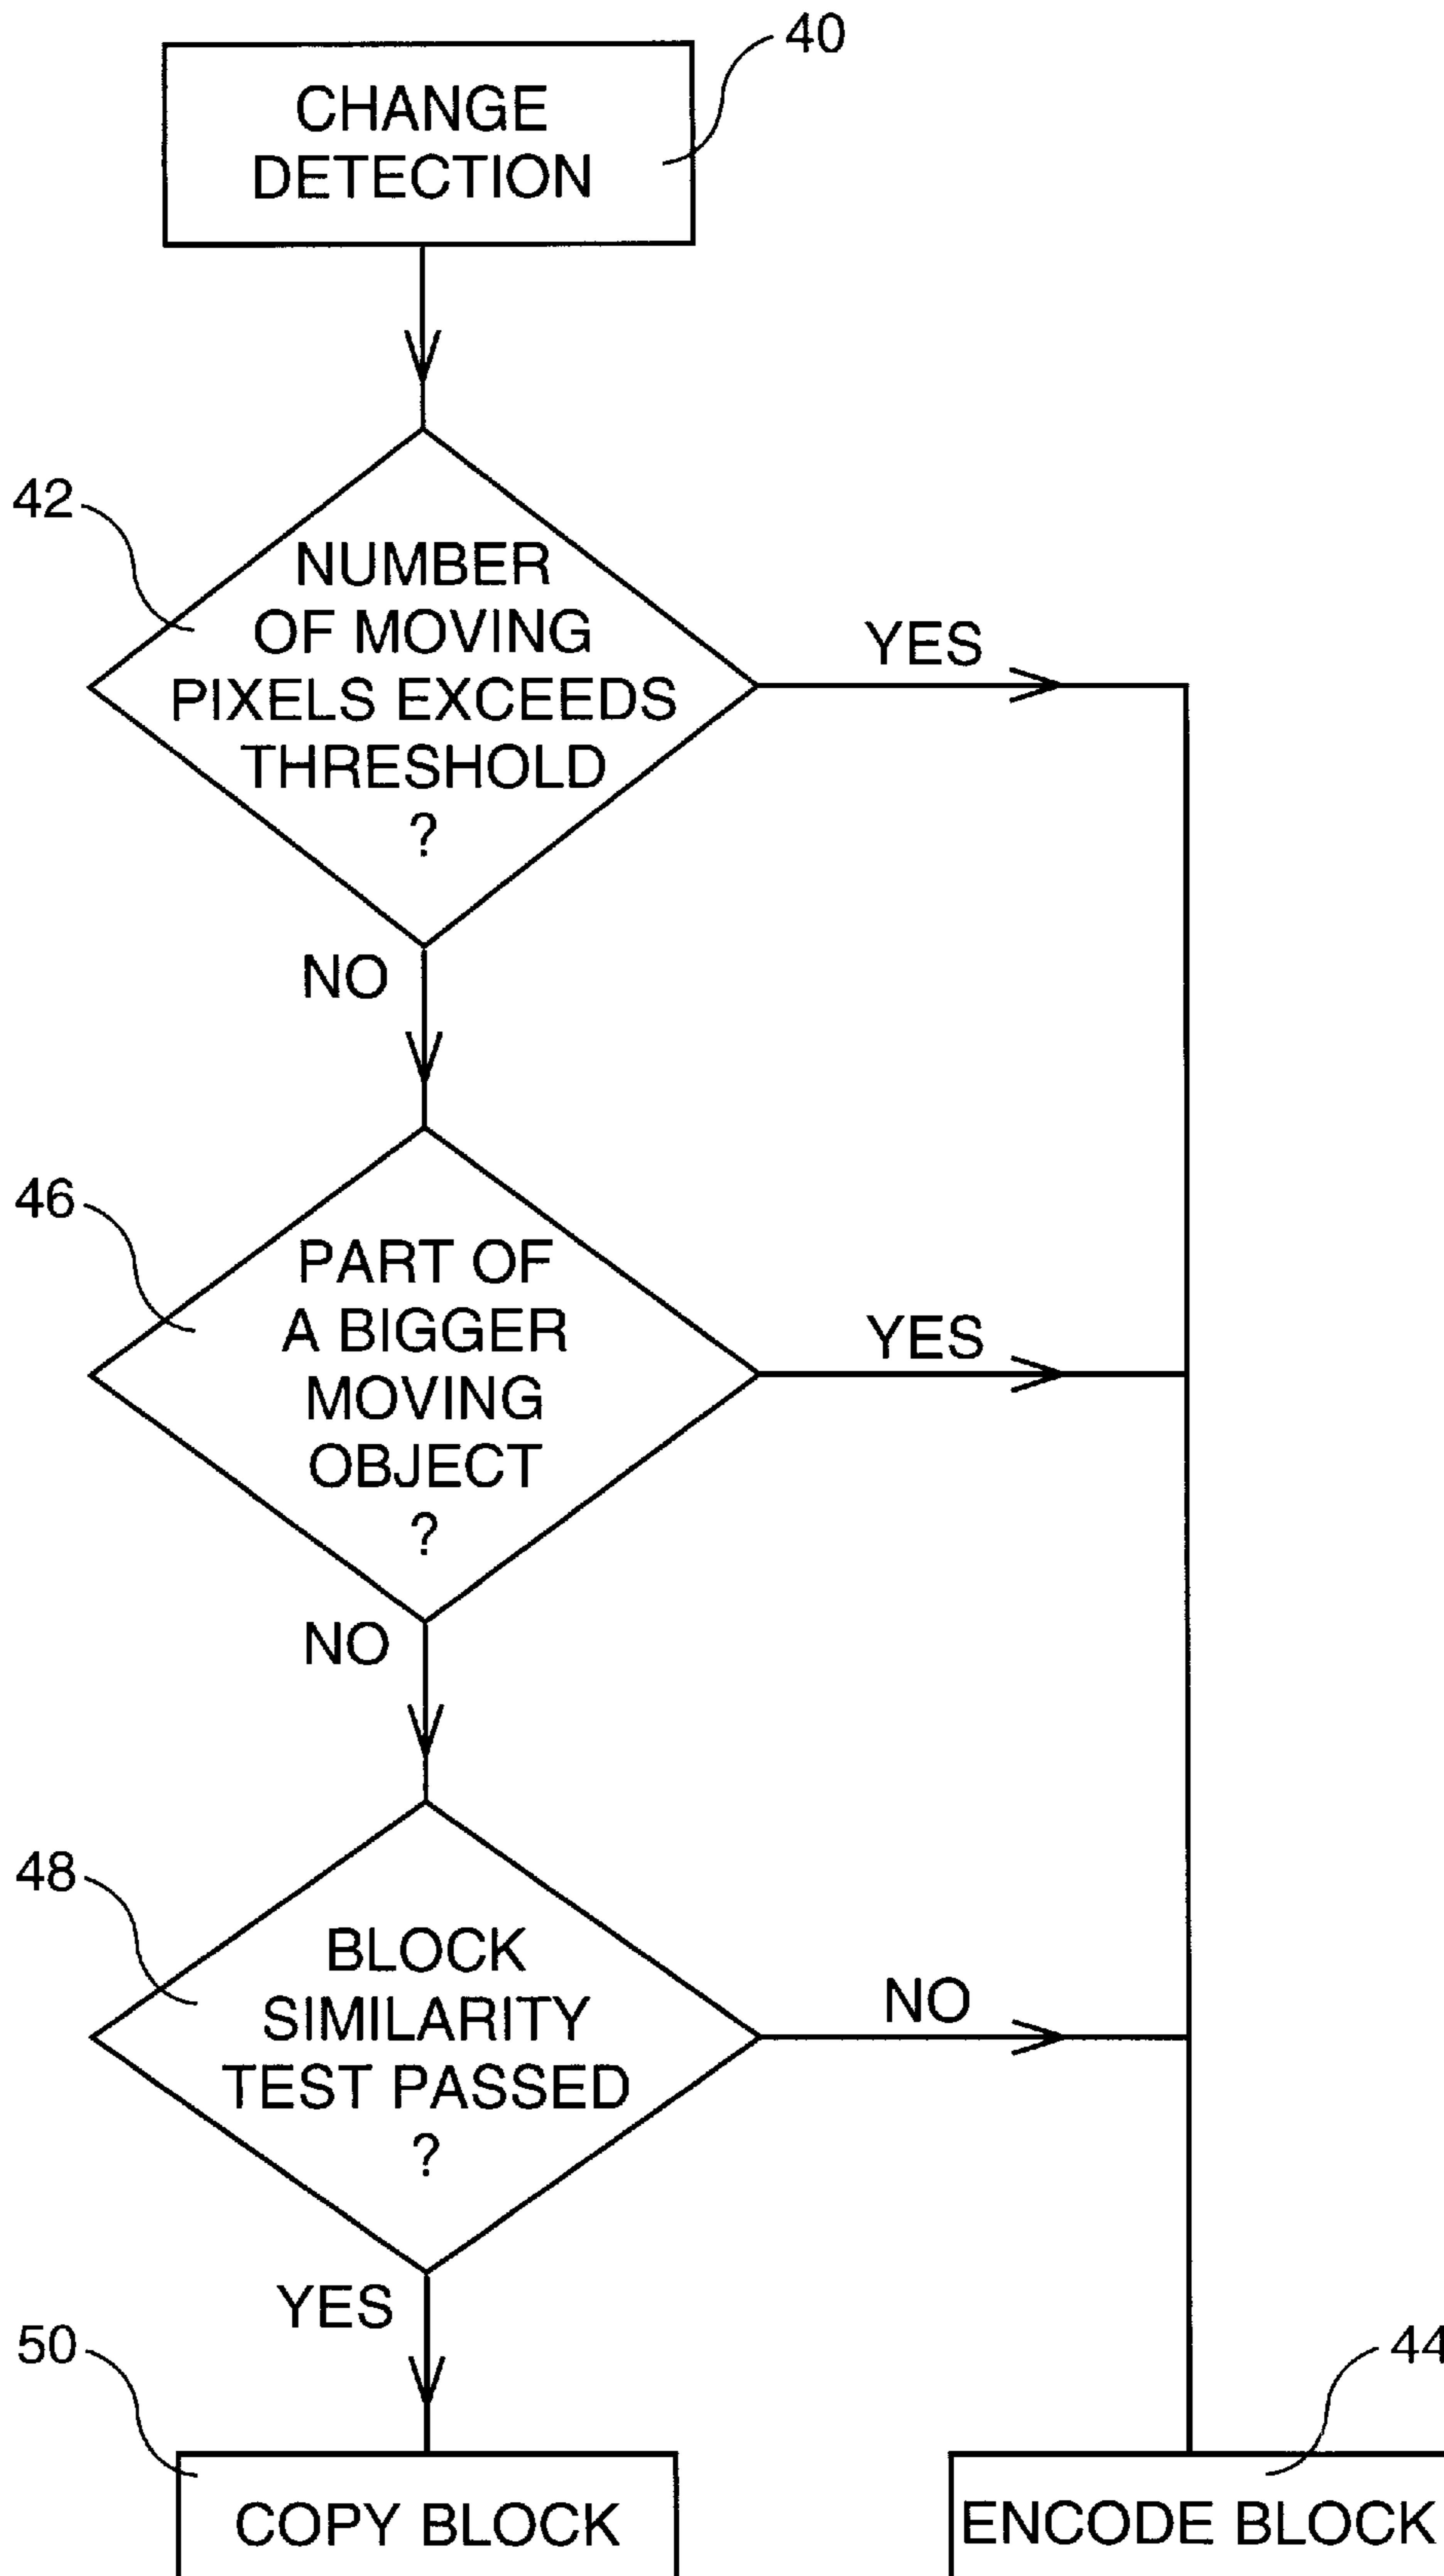 40
CHANGE
DETECTION
42
NUMBER
OF MOVING
PIXELS EXCEEDS
THRESHOLD
?
YES
NO
46
PART OF
A BIGGER
MOVING
OBJECT
?
YES
NO
48
BLOCK
SIMILARITY
TEST PASSED
?
NO
YES
50
44
COPY BLOCK
ENCODE BLOCK